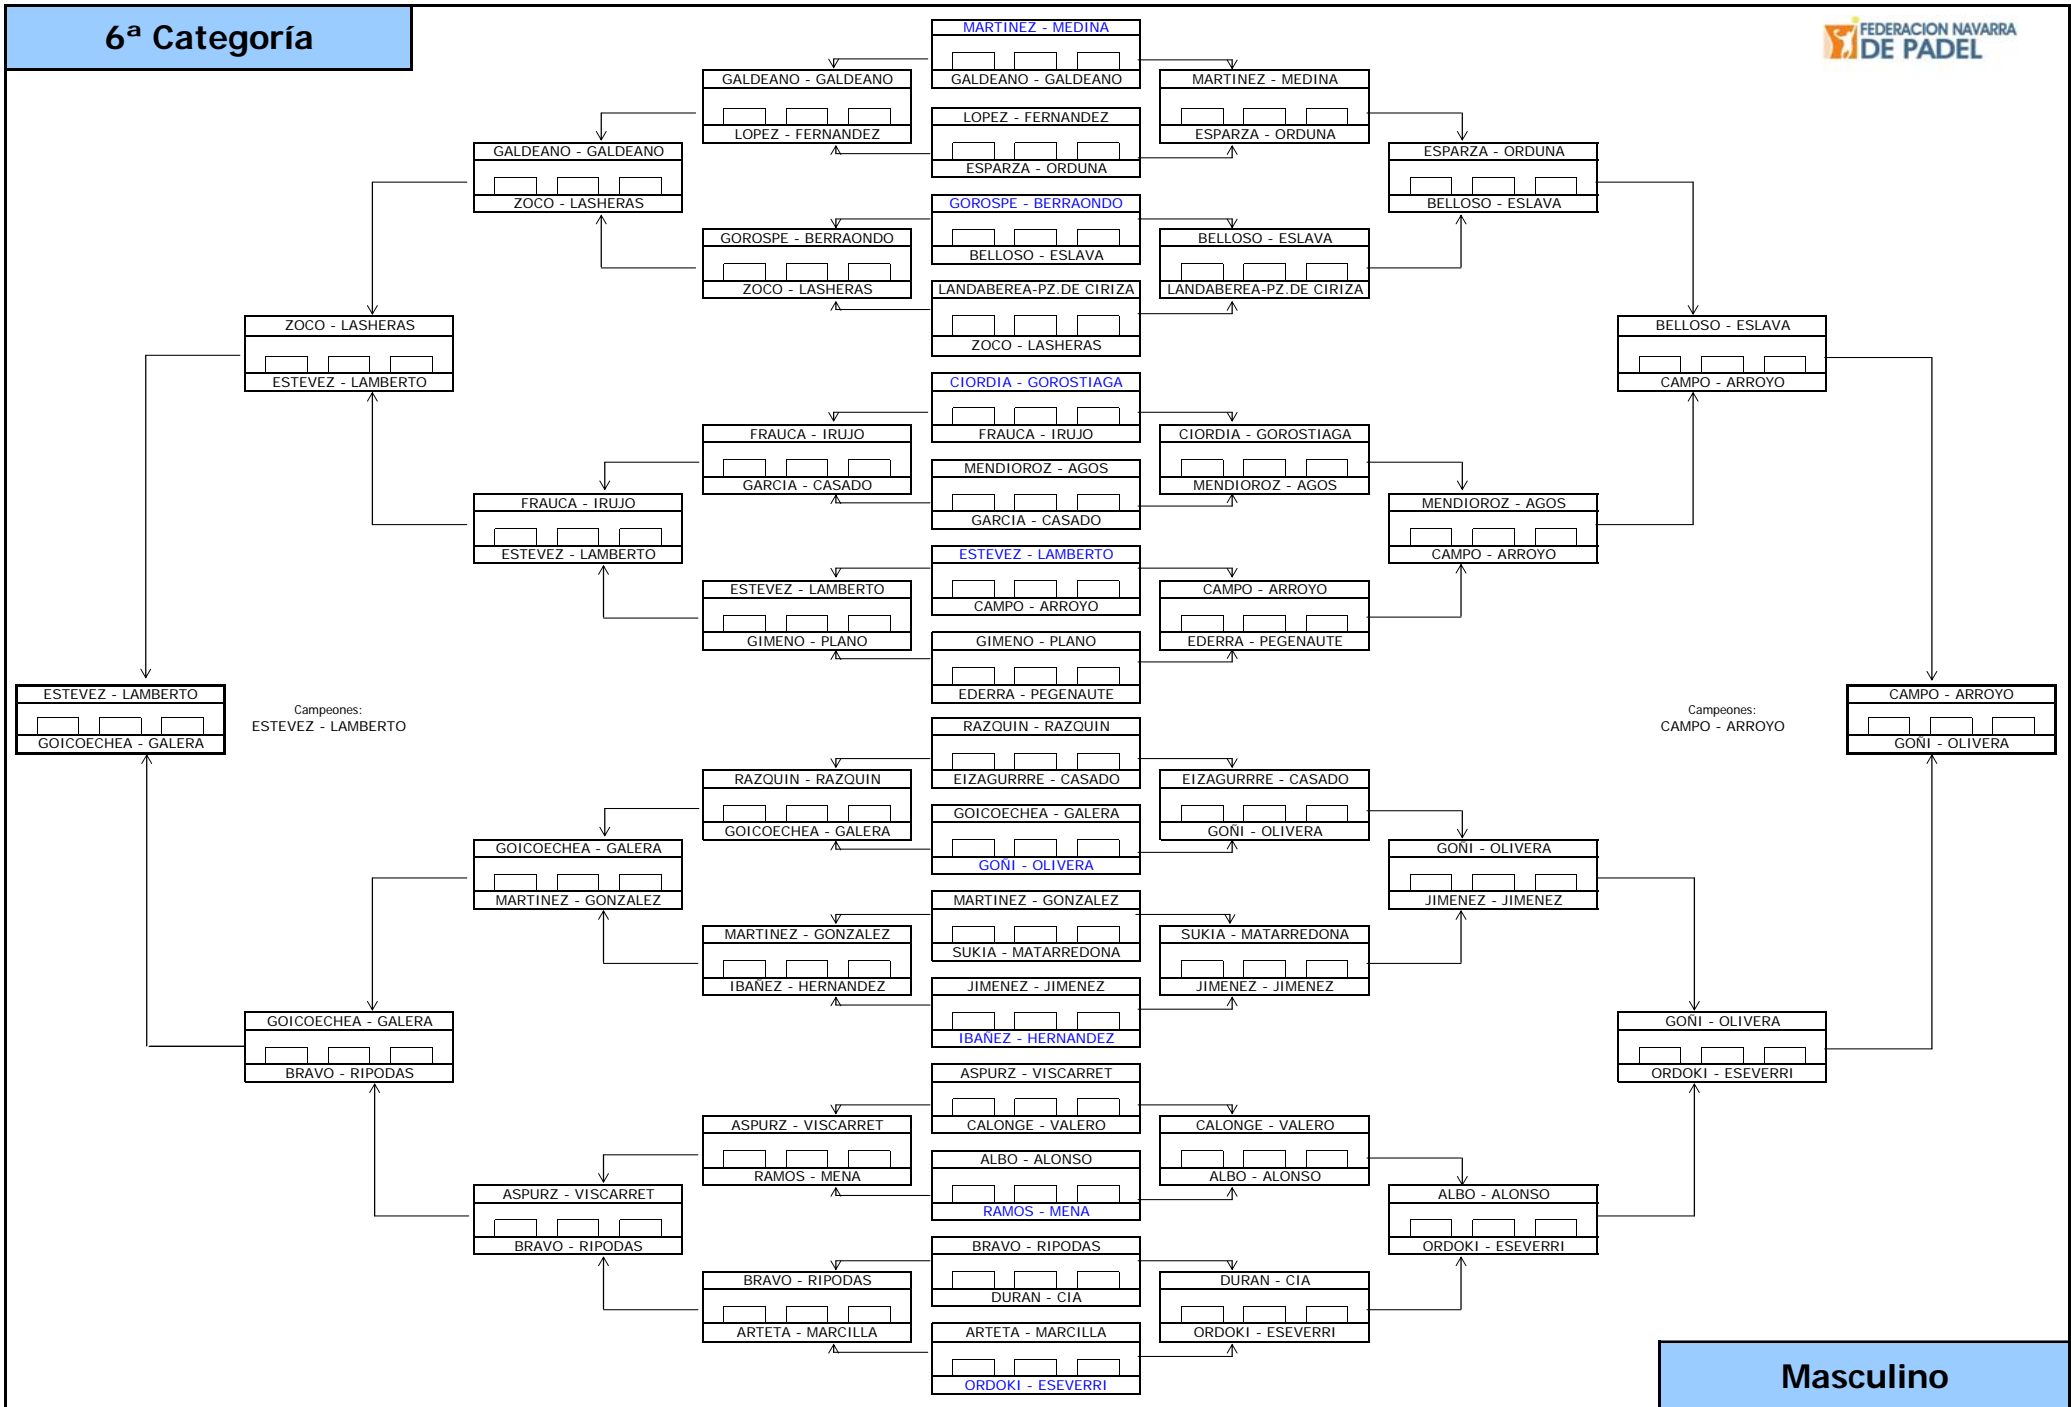 6ª Categoría
FEDERACION NAVARRA
DE PADEL
MARTINEZ - MEDINA
GALDEANO - GALDEANO
LOPEZ - FERNANDEZ
ESPARZA - ORDUNA
GOROSPE - BERRAONDO
BELLOSO - ESLAVA
LANDABEREA-PZ.DE CIRIZA
ZOCO - LASHERAS
CIORDIA - GOROSTIAGA
FRAUCA - IRUJO
MENDIOROZ - AGOS
GARCIA - CASADO
ESTEVEZ - LAMBERTO
CAMPO - ARROYO
GIMENO - PLANO
EDERRA - PEGENAUTE
RAZQUIN - RAZQUIN
EIZAGURRRE - CASADO
GOICOECHEA - GALERA
GOÑI - OLIVERA
MARTINEZ - GONZALEZ
SUKIA - MATARREDONA
JIMENEZ - JIMENEZ
IBAÑEZ - HERNANDEZ
ASPURZ - VISCARRET
CALONGE - VALERO
ALBO - ALONSO
RAMOS - MENA
BRAVO - RIPODAS
DURAN - CIA
ARTETA - MARCILLA
ORDOKI - ESEVERRI
GALDEANO - GALDEANO
LOPEZ - FERNANDEZ
GOROSPE - BERRAONDO
ZOCO - LASHERAS
FRAUCA - IRUJO
GARCIA - CASADO
ESTEVEZ - LAMBERTO
GIMENO - PLANO
RAZQUIN - RAZQUIN
GOICOECHEA - GALERA
MARTINEZ - GONZALEZ
IBAÑEZ - HERNANDEZ
ASPURZ - VISCARRET
RAMOS - MENA
BRAVO - RIPODAS
ARTETA - MARCILLA
GALDEANO - GALDEANO
ZOCO - LASHERAS
FRAUCA - IRUJO
ESTEVEZ - LAMBERTO
GOICOECHEA - GALERA
MARTINEZ - GONZALEZ
ASPURZ - VISCARRET
BRAVO - RIPODAS
ZOCO - LASHERAS
ESTEVEZ - LAMBERTO
GOICOECHEA - GALERA
BRAVO - RIPODAS
ESTEVEZ - LAMBERTO
GOICOECHEA - GALERA
Campeones:
ESTEVEZ - LAMBERTO
MARTINEZ - MEDINA
ESPARZA - ORDUNA
BELLOSO - ESLAVA
LANDABEREA-PZ.DE CIRIZA
CIORDIA - GOROSTIAGA
MENDIOROZ - AGOS
CAMPO - ARROYO
EDERRA - PEGENAUTE
EIZAGURRRE - CASADO
GOÑI - OLIVERA
SUKIA - MATARREDONA
JIMENEZ - JIMENEZ
CALONGE - VALERO
ALBO - ALONSO
DURAN - CIA
ORDOKI - ESEVERRI
ESPARZA - ORDUNA
BELLOSO - ESLAVA
MENDIOROZ - AGOS
CAMPO - ARROYO
GOÑI - OLIVERA
JIMENEZ - JIMENEZ
ALBO - ALONSO
ORDOKI - ESEVERRI
BELLOSO - ESLAVA
CAMPO - ARROYO
GOÑI - OLIVERA
ORDOKI - ESEVERRI
Campeones:
CAMPO - ARROYO
CAMPO - ARROYO
GOÑI - OLIVERA
Masculino